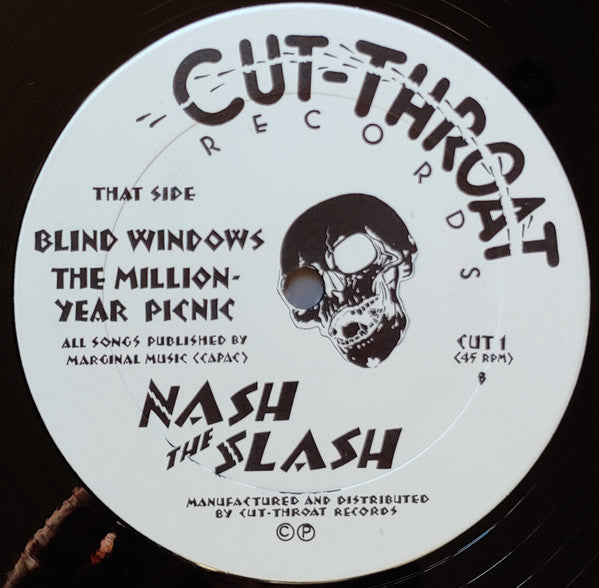 CUT-THROAT
RECORDS
THAT SIDE
BLIND WINDOWS
THE MILLION-
YEAR PICNIC
ALL SONGS PUBLISHED BY
MARGINAL MUSIC (CAPAC)
CUT 1
(45 RPM)
B
NASH
THE SLASH
MANUFACTURED AND DISTRIBUTED
BY CUT-THROAT RECORDS
©℗